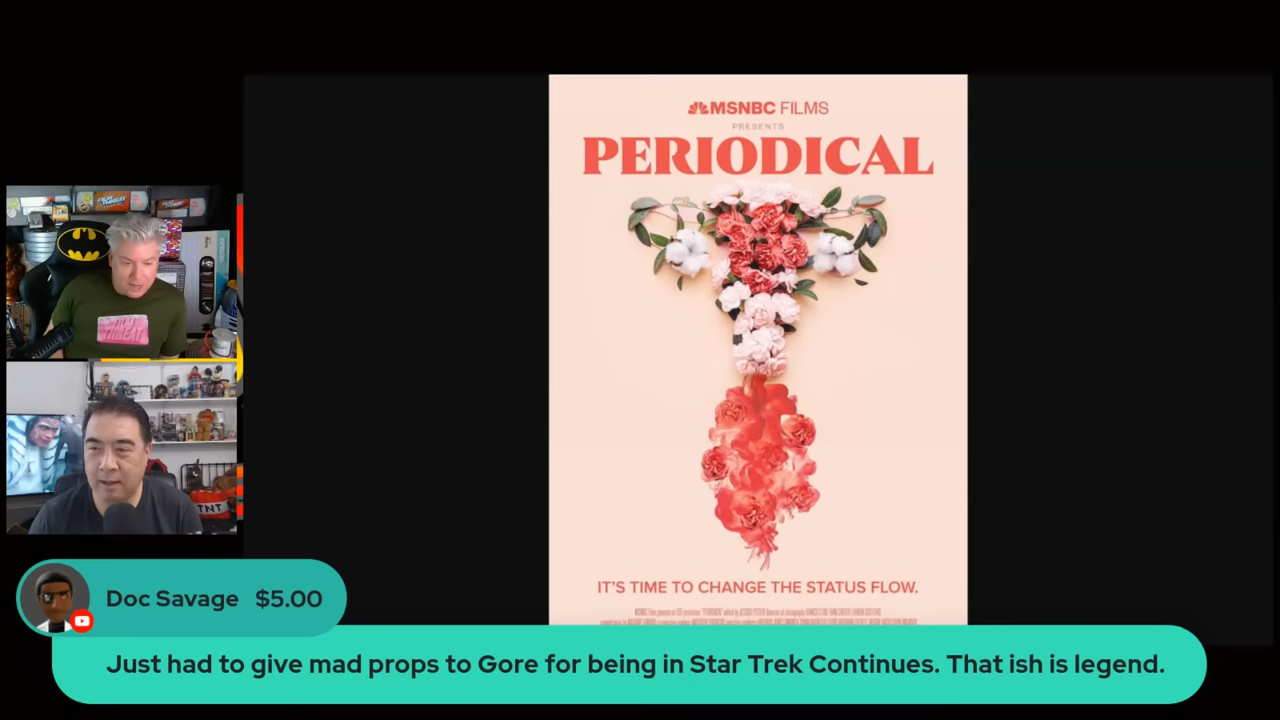 MSNBC FILMS
PRESENTS
PERIODICAL
IT'S TIME TO CHANGE THE STATUS FLOW.
THREAT
TNT
Doc Savage $5.00
Just had to give mad props to Gore for being in Star Trek Continues. That ish is legend.